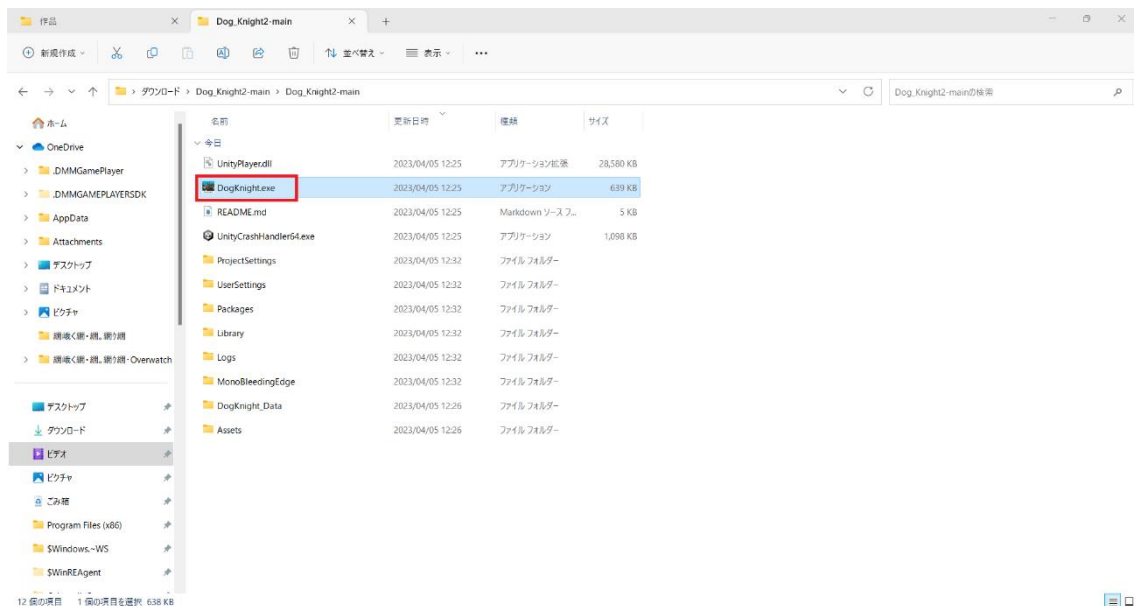 作品
Dog_Knight2-main
新規作成
並べ替え
表示
ダウンロード > Dog_Knight2-main > Dog_Knight2-main
Dog_Knight2-mainの検索
名前 更新日時 種類 サイズ
今日
UnityPlayer.dll 2023/04/05 12:25 アプリケーション拡張 28,580 KB
DogKnight.exe 2023/04/05 12:25 アプリケーション 639 KB
README.md 2023/04/05 12:25 Markdown ソース フ... 5 KB
UnityCrashHandler64.exe 2023/04/05 12:25 アプリケーション 1,098 KB
ProjectSettings 2023/04/05 12:32 ファイル フォルダー
UserSettings 2023/04/05 12:32 ファイル フォルダー
Packages 2023/04/05 12:32 ファイル フォルダー
Library 2023/04/05 12:32 ファイル フォルダー
Logs 2023/04/05 12:32 ファイル フォルダー
MonoBleedingEdge 2023/04/05 12:32 ファイル フォルダー
DogKnight_Data 2023/04/05 12:26 ファイル フォルダー
Assets 2023/04/05 12:26 ファイル フォルダー
ホーム
OneDrive
.DMMGamePlayer
.DMMGAMEPLAYERSDK
AppData
Attachments
デスクトップ
ドキュメント
ピクチャ
Overwatch
デスクトップ
ダウンロード
ビデオ
ピクチャ
ごみ箱
Program Files (x86)
$Windows.~WS
$WinREAgent
12 個の項目 1 個の項目を選択 638 KB